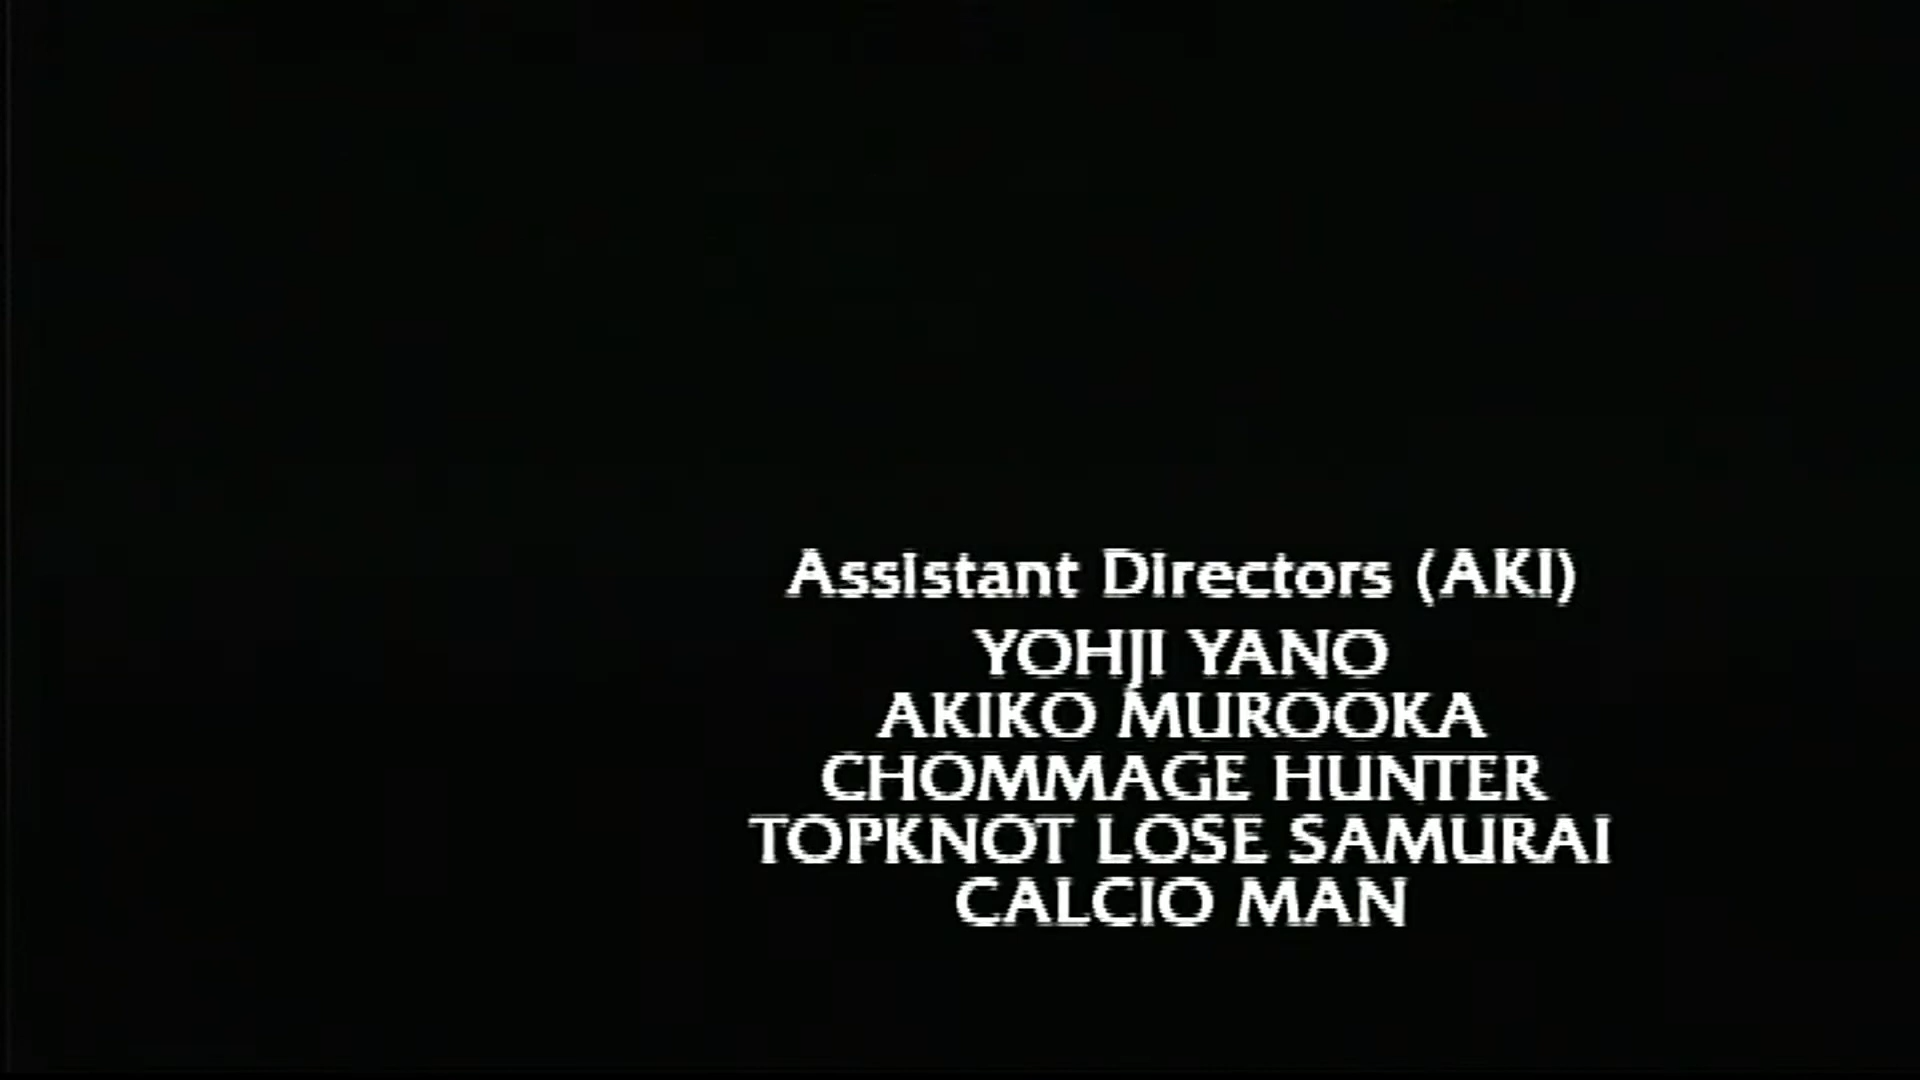 Assistant Directors (AKI)
YOHJI YANO
AKIKO MUROOKA
CHOMMAGE HUNTER
TOPKNOT LOSE SAMURAI
CALCIO MAN